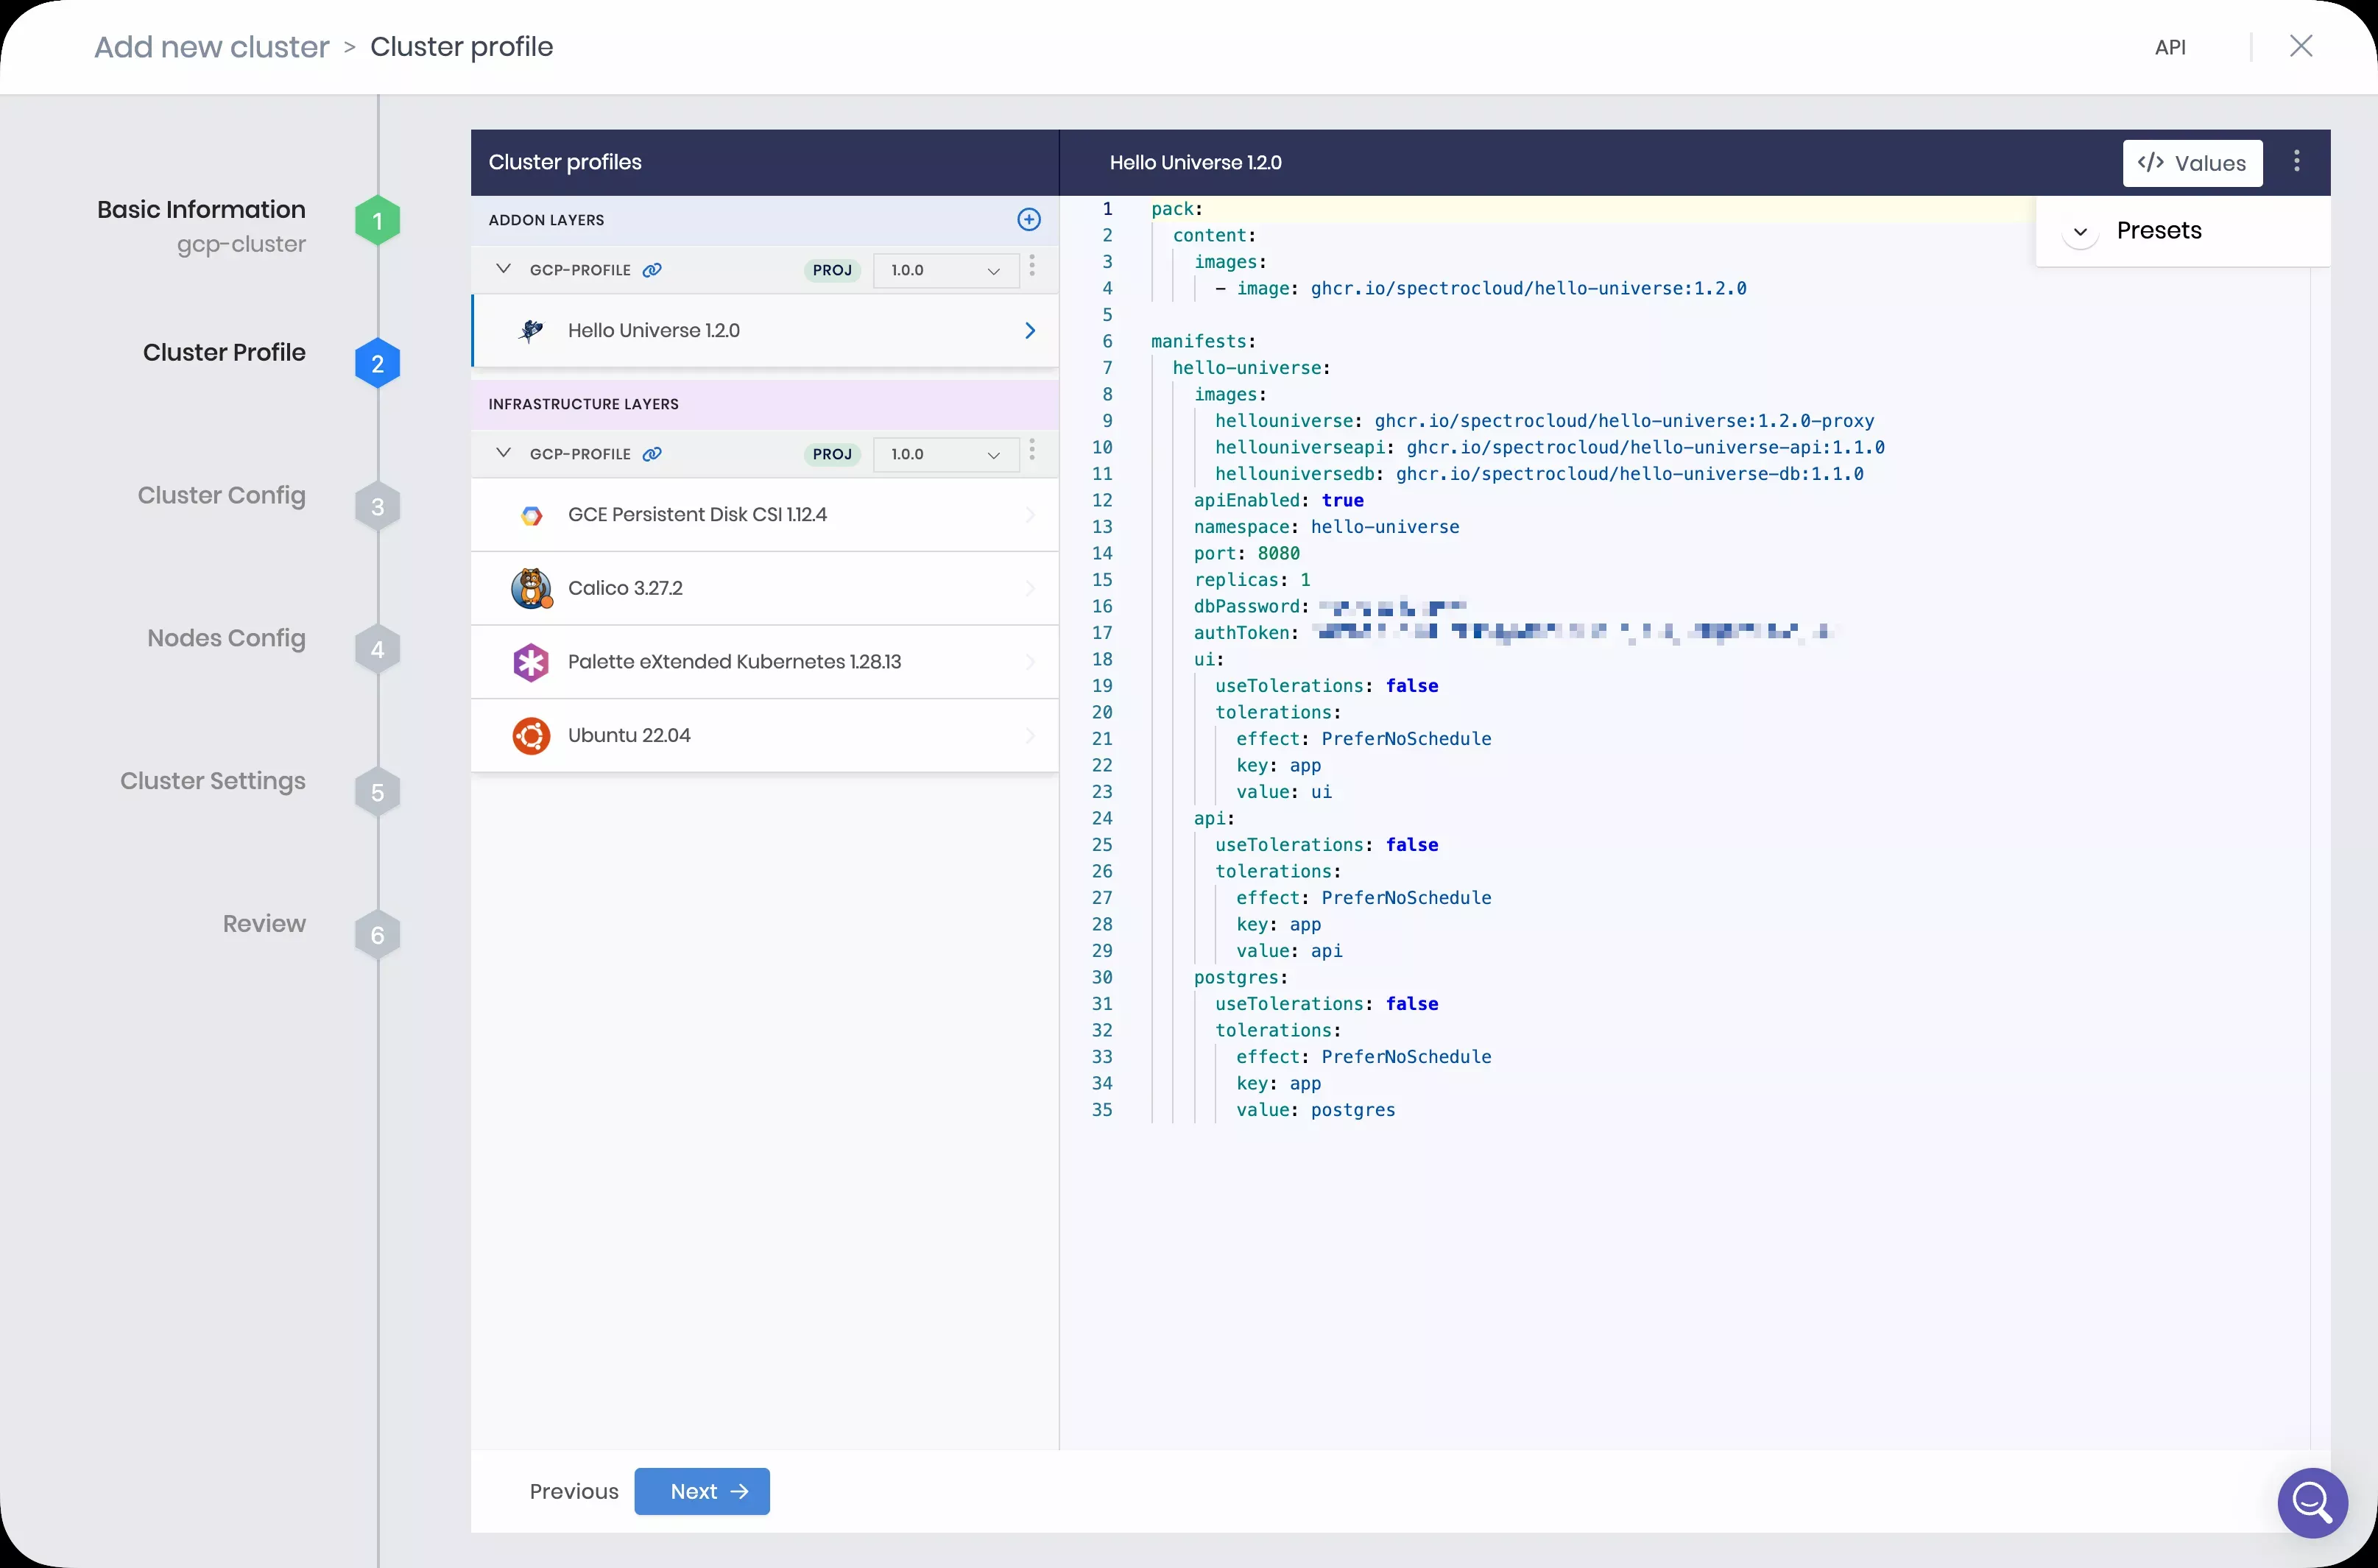 Add new cluster > Cluster profile
API
Basic Information
gcp-cluster
1
Cluster Profile
2
Cluster Config
3
Nodes Config
4
Cluster Settings
5
Review
6
Cluster profiles
ADDON LAYERS
GCP-PROFILE PROJ 1.0.0
Hello Universe 1.2.0
INFRASTRUCTURE LAYERS
GCP-PROFILE PROJ 1.0.0
GCE Persistent Disk CSI 1.12.4
Calico 3.27.2
Palette eXtended Kubernetes 1.28.13
Ubuntu 22.04
Hello Universe 1.2.0
</> Values
Presets
1 pack:
2 content:
3 images:
4 - image: ghcr.io/spectrocloud/hello-universe:1.2.0
5
6 manifests:
7 hello-universe:
8 images:
9 hellouniverse: ghcr.io/spectrocloud/hello-universe:1.2.0-proxy
10 hellouniverseapi: ghcr.io/spectrocloud/hello-universe-api:1.1.0
11 hellouniversedb: ghcr.io/spectrocloud/hello-universe-db:1.1.0
12 apiEnabled: true
13 namespace: hello-universe
14 port: 8080
15 replicas: 1
16 dbPassword:
17 authToken:
18 ui:
19 useTolerations: false
20 tolerations:
21 effect: PreferNoSchedule
22 key: app
23 value: ui
24 api:
25 useTolerations: false
26 tolerations:
27 effect: PreferNoSchedule
28 key: app
29 value: api
30 postgres:
31 useTolerations: false
32 tolerations:
33 effect: PreferNoSchedule
34 key: app
35 value: postgres
Previous
Next